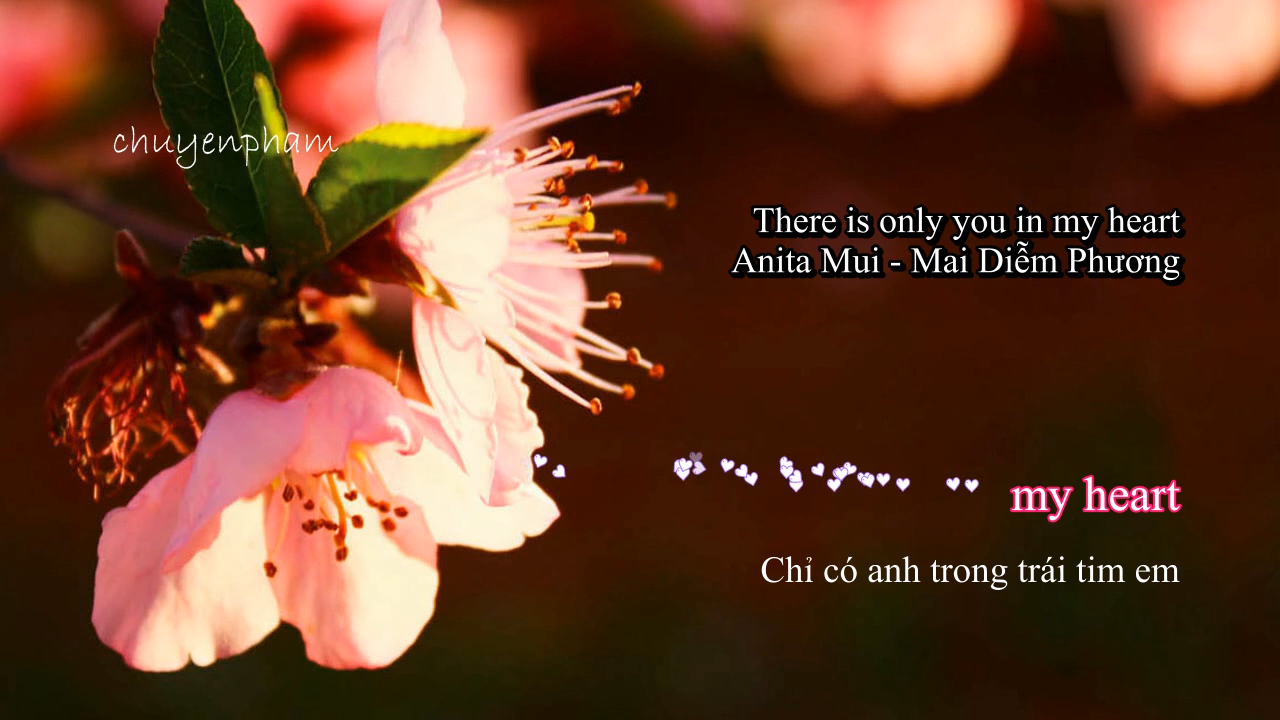 chuyenpham
There is only you in my heart
Anita Mui - Mai Diễm Phương
my heart
Chỉ có anh trong trái tim em